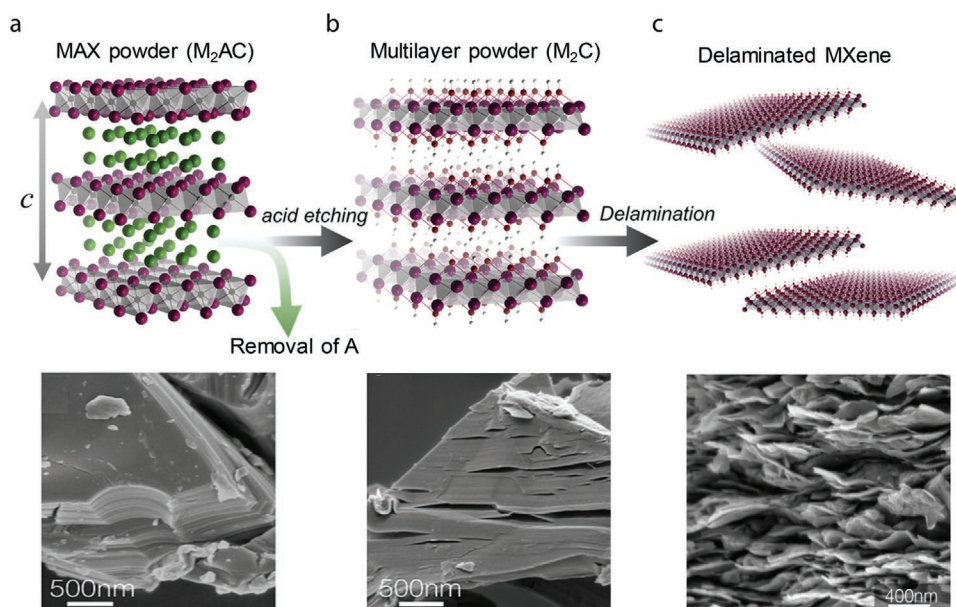 a
MAX powder (M₂AC)
b
Multilayer powder (M₂C)
c
Delaminated MXene
c
acid etching
Delamination
Removal of A
500nm
500nm
400nm